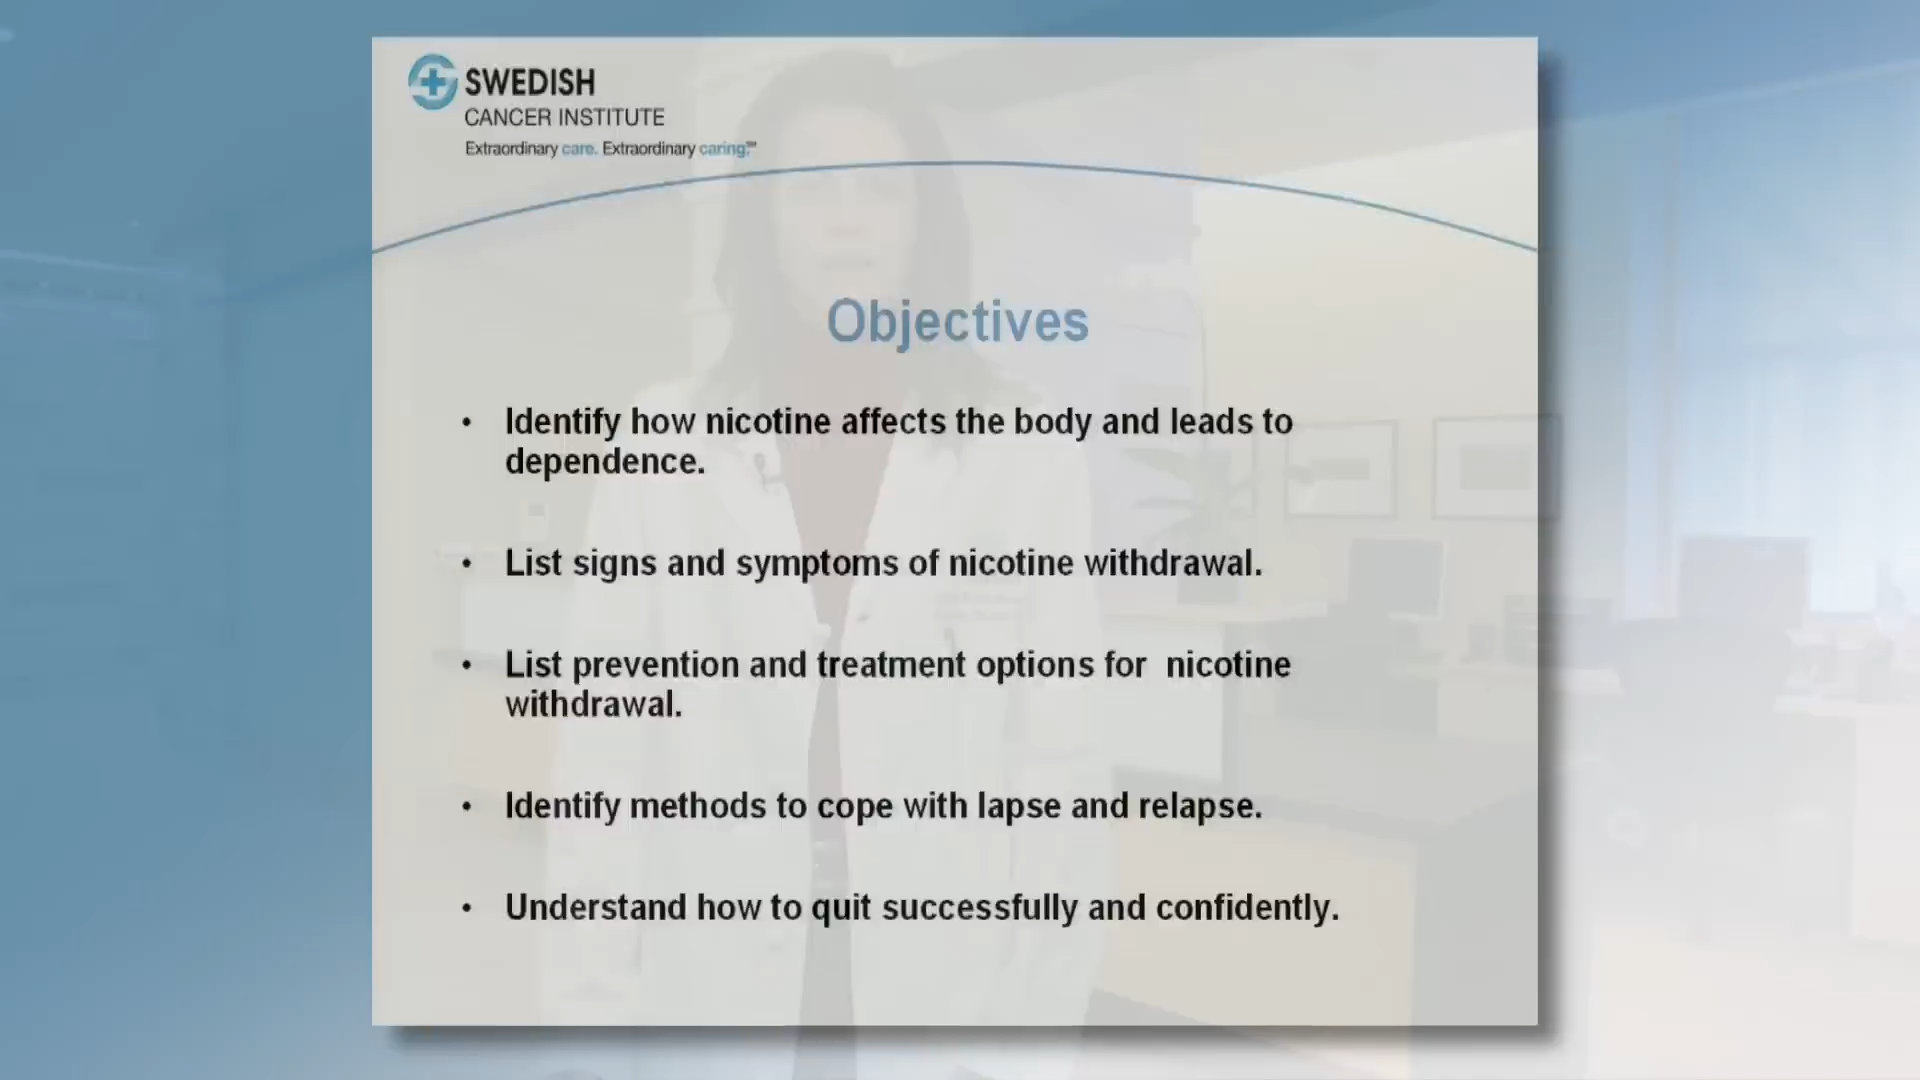 SWEDISH
CANCER INSTITUTE
Extraordinary care. Extraordinary caring.℠
Objectives
• Identify how nicotine affects the body and leads to
dependence.
• List signs and symptoms of nicotine withdrawal.
• List prevention and treatment options for nicotine
withdrawal.
• Identify methods to cope with lapse and relapse.
• Understand how to quit successfully and confidently.